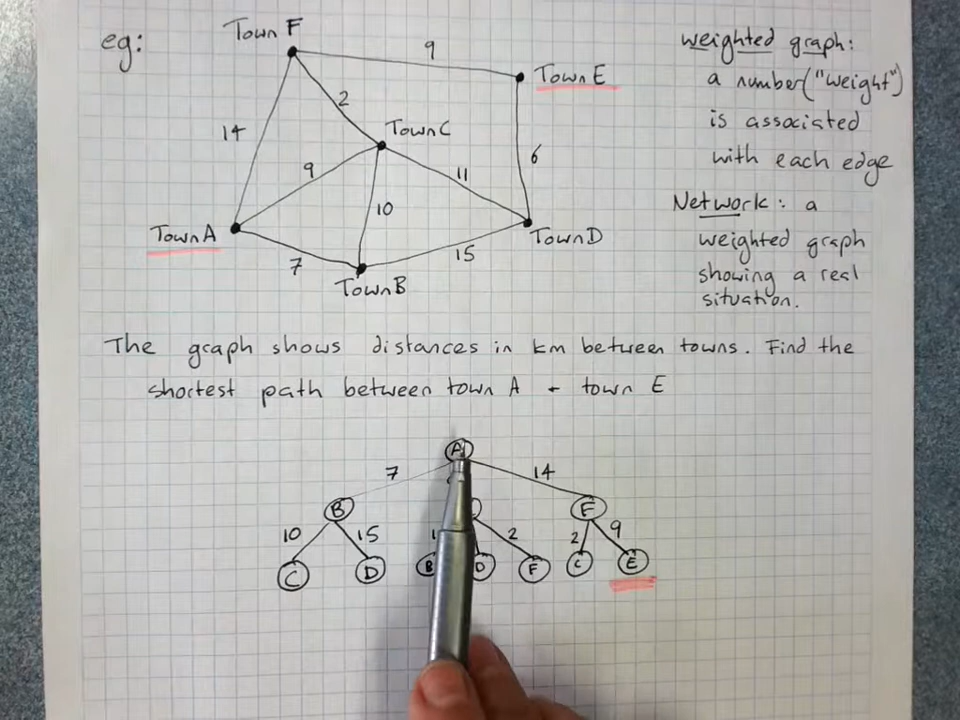 eg:
Town F
9
Town E
2
Town C
14
9
11
6
10
Town A
Town D
7
15
Town B
weighted graph:
a number("weight")
is associated
with each edge
Network: a
weighted graph
showing a real
situation.
The graph shows distances in km between towns. Find the
shortest path between town A - town E
A
7
14
B
F
10
15
2
2
9
C
D
B
D
F
C
E